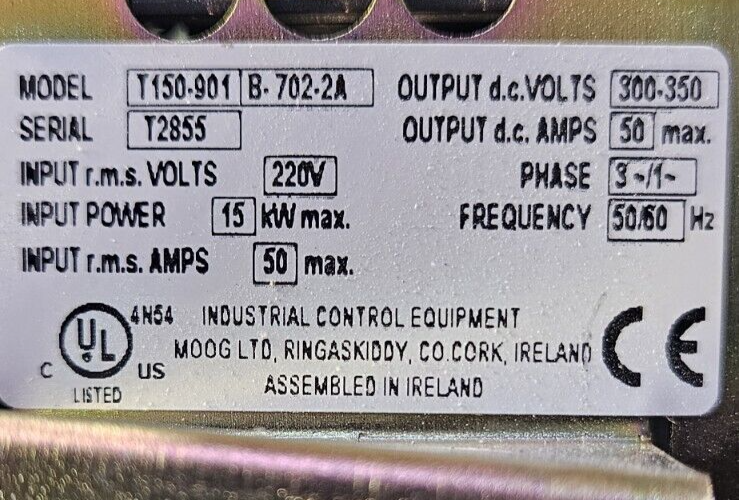 MODEL T150-901 B-702-2A OUTPUT d.c.VOLTS 300-350
SERIAL T2855 OUTPUT d.c. AMPS 50 max.
INPUT r.m.s. VOLTS 220V PHASE 3~/1~
INPUT POWER 15 kW max. FREQUENCY 50/60 Hz
INPUT r.m.s. AMPS 50 max.
4N54 INDUSTRIAL CONTROL EQUIPMENT
C UL US MOOG LTD, RINGASKIDDY, CO.CORK, IRELAND CE
LISTED ASSEMBLED IN IRELAND